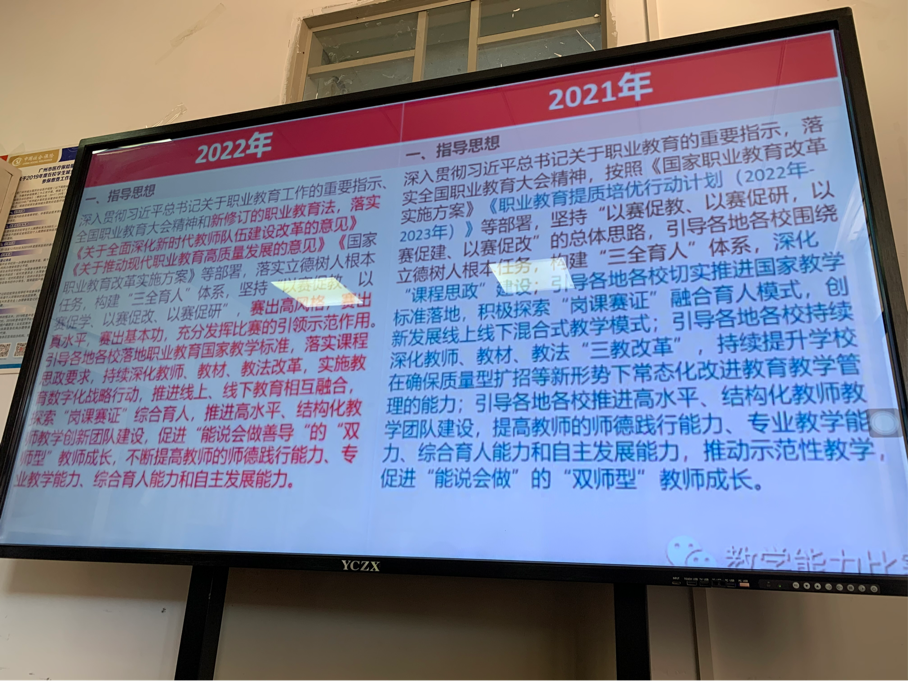 2022年
一、指导思想
深入贯彻习近平总书记关于职业教育工作的重要指示、
全国职业教育大会精神和新修订的职业教育法，落实
《关于全面深化新时代教师队伍建设改革的意见》
《关于推动现代职业教育高质量发展的意见》《国家
职业教育改革实施方案》等部署，落实立德树人根本
任务，构建“三全育人”体系，坚持“以赛促教、以
赛促学、以赛促改、以赛促研”，赛出高风格，赛出
真水平，赛出基本功，充分发挥比赛的引领示范作用。
引导各地各校落地职业教育国家教学标准，落实课程
思政要求，持续深化教师、教材、教法改革，实施教
育数字化战略行动，推进线上、线下教育相互融合，
探索“岗课赛证”综合育人，推进高水平、结构化教
师教学创新团队建设，促进“能说会做善导“的“双
师型”教师成长，不断提高教师的师德践行能力、专
业教学能力、综合育人能力和自主发展能力。
2021年
一、指导思想
深入贯彻习近平总书记关于职业教育的重要指示，落
实全国职业教育大会精神，按照《国家职业教育改革
实施方案》《职业教育提质培优行动计划（2022年-
2023年）》等部署，坚持“以赛促教、以赛促研，以
赛促建、以赛促改”的总体思路，引导各地各校围绕
立德树人根本任务，构建“三全育人”体系，深化
“课程思政”建设；引导各地各校切实推进国家教学
标准落地，积极探索“岗课赛证”融合育人模式，创
新发展线上线下混合式教学模式；引导各地各校持续
深化教师、教材、教法“三教改革”，持续提升学校
在确保质量型扩招等新形势下常态化改进教育教学管
理的能力；引导各地各校推进高水平、结构化教师教
学团队建设，提高教师的师德践行能力、专业教学能
力、综合育人能力和自主发展能力，推动示范性教学，
促进“能说会做”的“双师型”教师成长。
教学能力比赛
YCZX